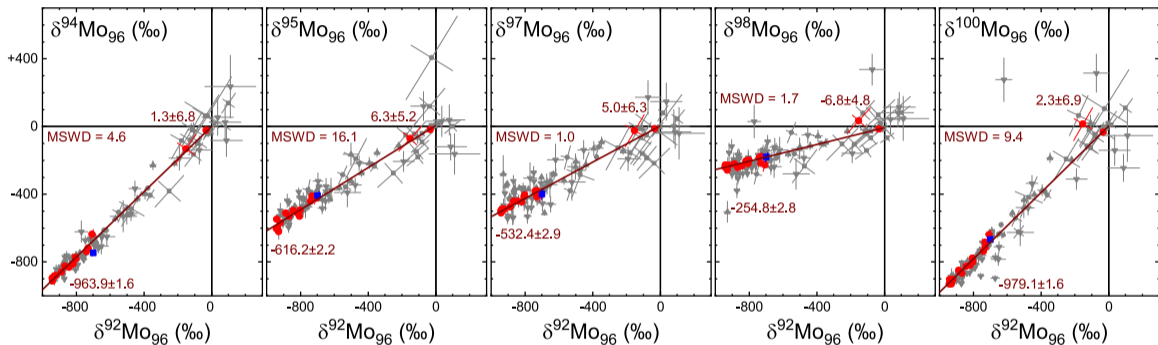 δ⁹⁴Mo₉₆ (‰)
δ⁹⁵Mo₉₆ (‰)
δ⁹⁷Mo₉₆ (‰)
δ⁹⁸Mo₉₆ (‰)
δ¹⁰⁰Mo₉₆ (‰)
+400
0
-400
-800
1.3±6.8
MSWD = 4.6
-963.9±1.6
6.3±5.2
MSWD = 16.1
-616.2±2.2
5.0±6.3
MSWD = 1.0
-532.4±2.9
MSWD = 1.7
-6.8±4.8
-254.8±2.8
2.3±6.9
MSWD = 9.4
-979.1±1.6
-800 -400 0
-800 -400 0
-800 -400 0
-800 -400 0
-800 -400 0
δ⁹²Mo₉₆ (‰)
δ⁹²Mo₉₆ (‰)
δ⁹²Mo₉₆ (‰)
δ⁹²Mo₉₆ (‰)
δ⁹²Mo₉₆ (‰)